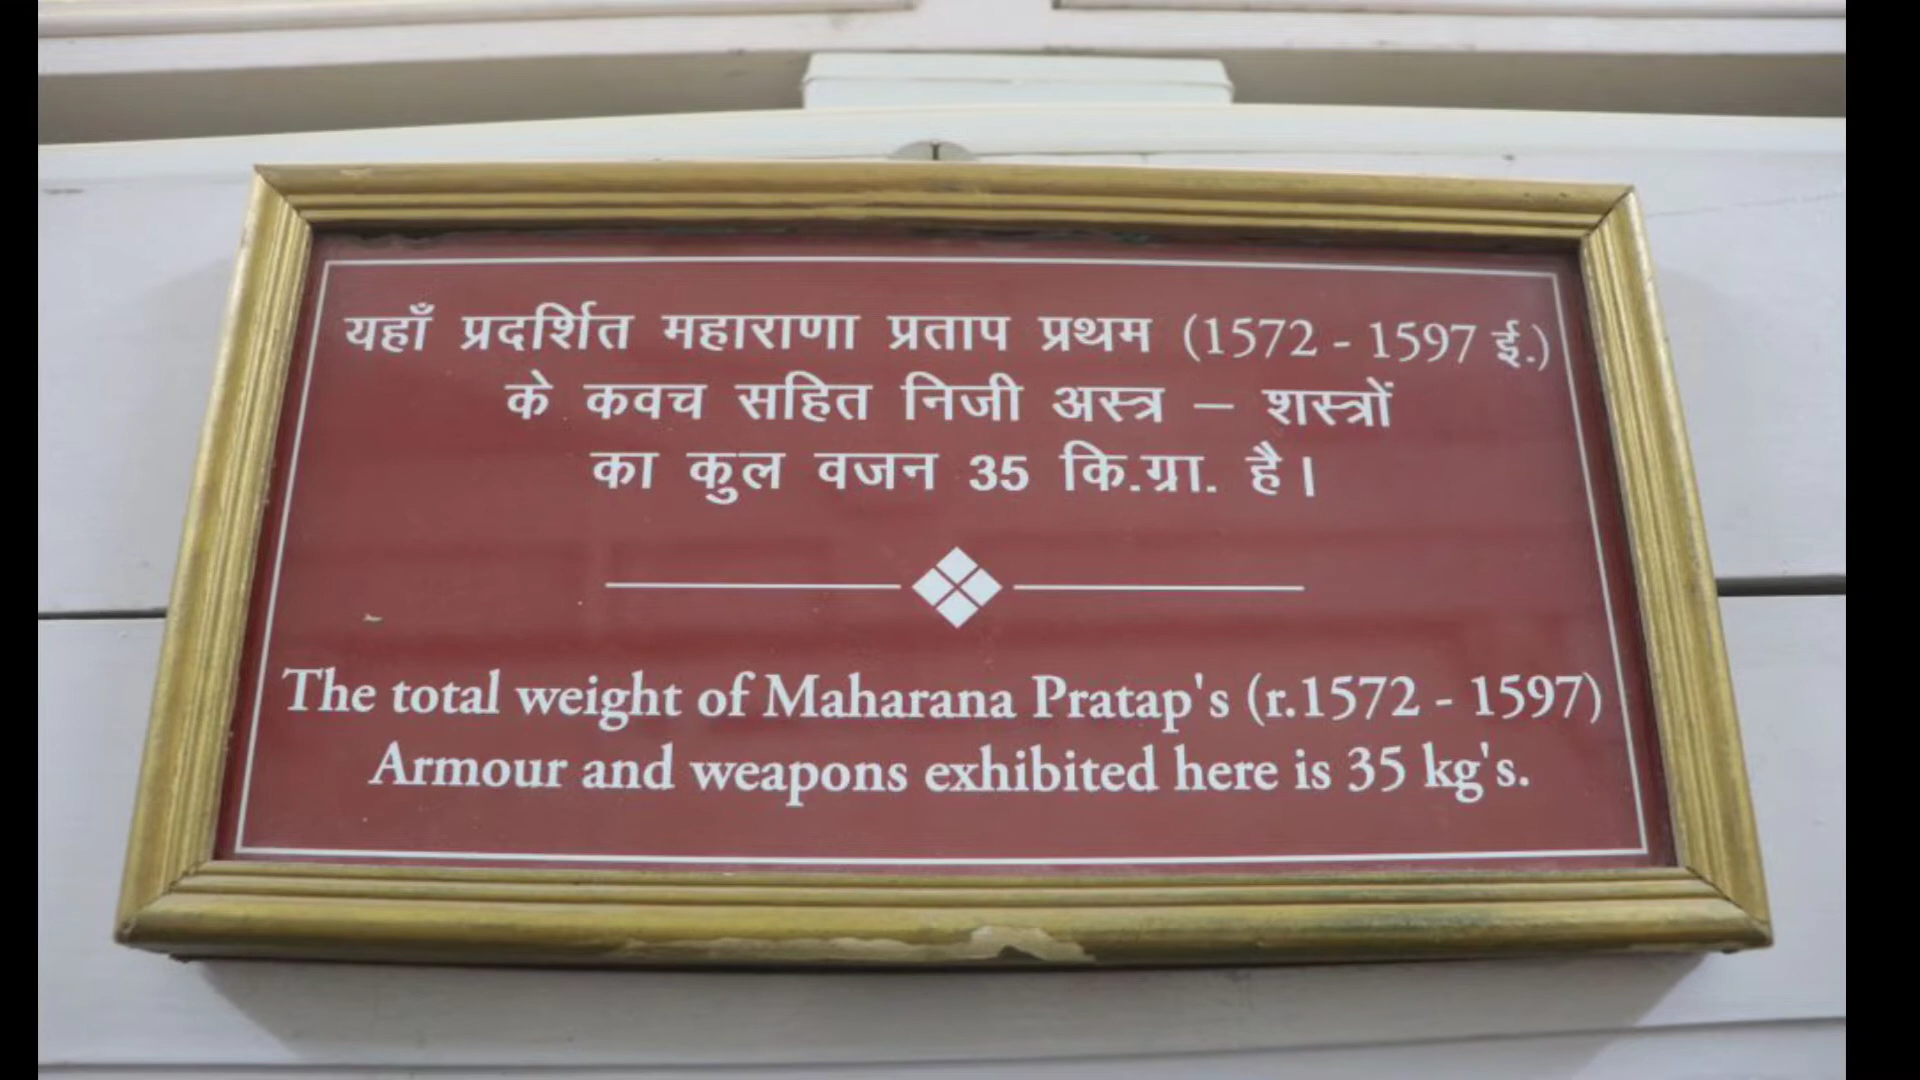 यहाँ प्रदर्शित महाराणा प्रताप प्रथम (1572 - 1597 ई.)
के कवच सहित निजी अस्त्र – शस्त्रों
का कुल वजन 35 कि.ग्रा. है।
The total weight of Maharana Pratap's (r.1572 - 1597)
Armour and weapons exhibited here is 35 kg's.